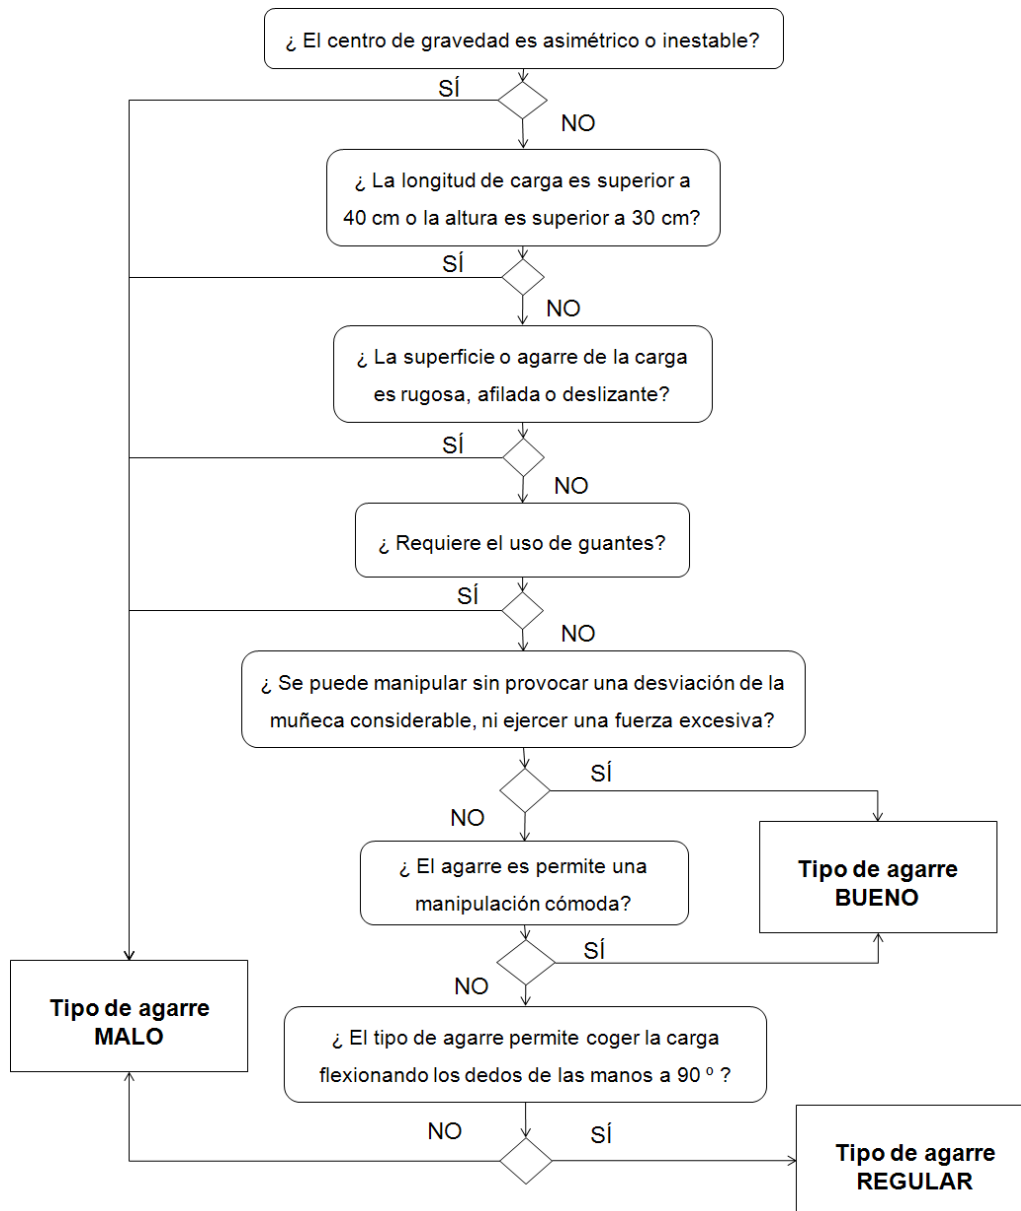 ¿ El centro de gravedad es asimétrico o inestable?
SÍ
NO
¿ La longitud de carga es superior a
40 cm o la altura es superior a 30 cm?
SÍ
NO
¿ La superficie o agarre de la carga
es rugosa, afilada o deslizante?
SÍ
NO
¿ Requiere el uso de guantes?
SÍ
NO
¿ Se puede manipular sin provocar una desviación de la
muñeca considerable, ni ejercer una fuerza excesiva?
SÍ
NO
¿ El agarre es permite una
manipulación cómoda?
Tipo de agarre
BUENO
SÍ
NO
Tipo de agarre
MALO
¿ El tipo de agarre permite coger la carga
flexionando los dedos de las manos a 90 º ?
NO
SÍ
Tipo de agarre
REGULAR